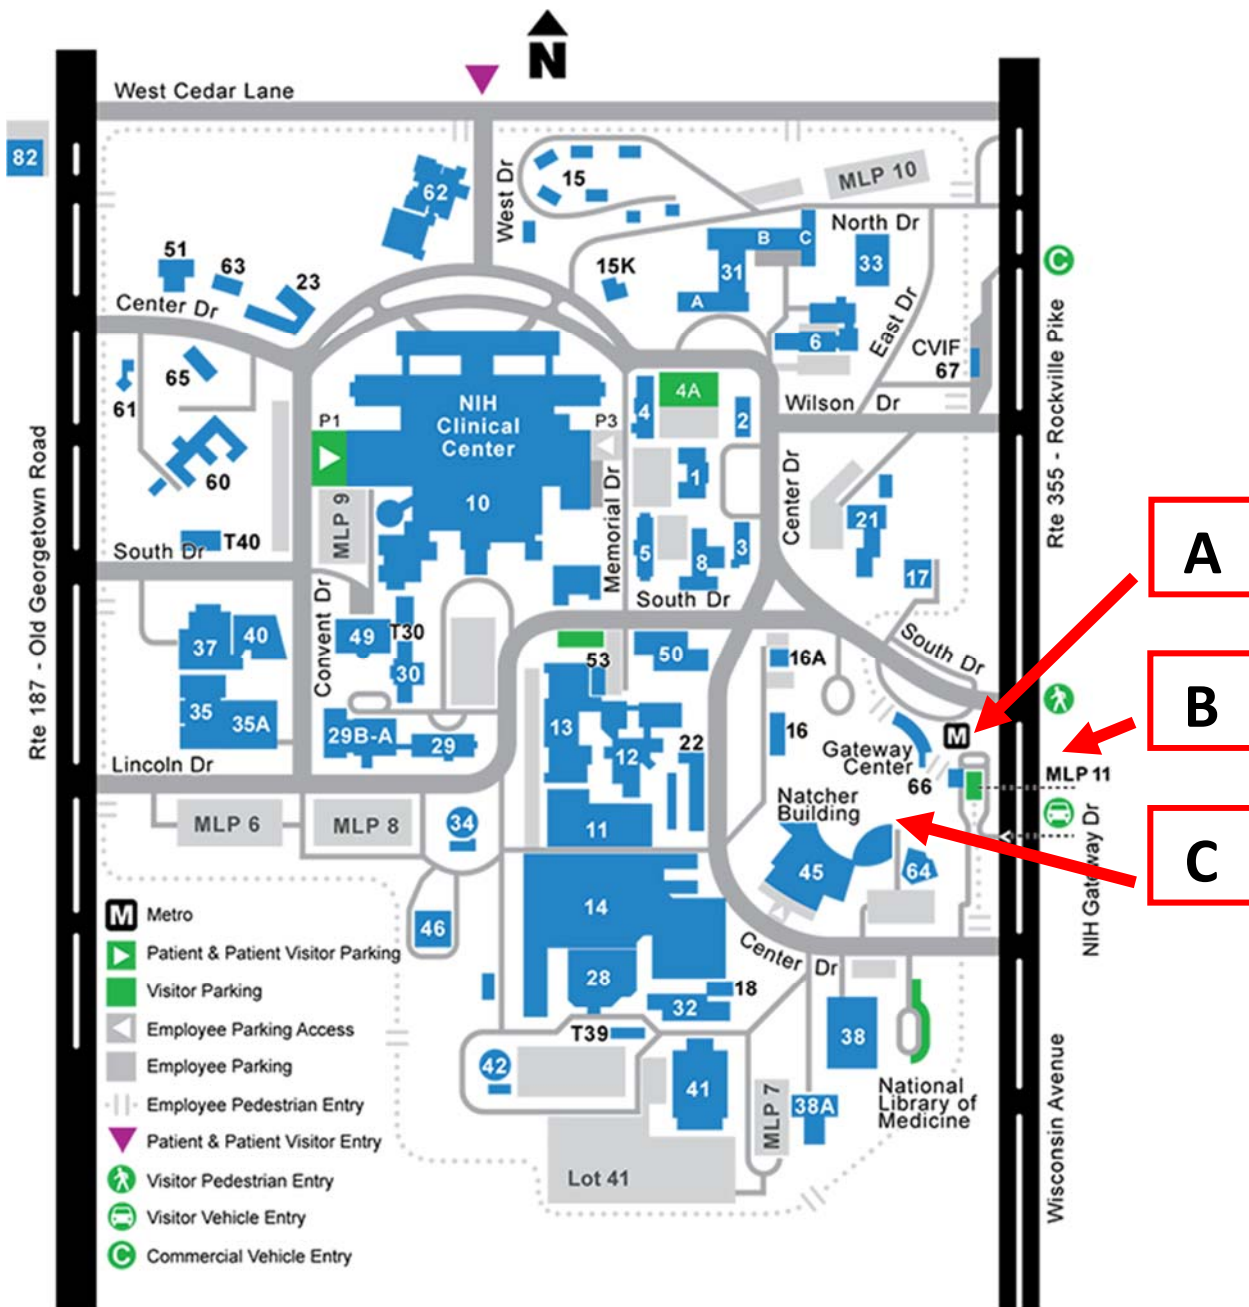 N
West Cedar Lane
82
62
West Dr
15
MLP 10
North Dr
B
C
31
A
33
15K
51
63
23
Center Dr
6
East Dr
CVIF
67
C
65
61
NIH
Clinical
Center
10
P1
P3
4A
4
2
Wilson Dr
1
60
MLP 9
Memorial Dr
Center Dr
21
5
8
3
17
T40
South Dr
South Dr
South Dr
Rte 187 - Old Georgetown Road
Rte 355 - Rockville Pike
A
B
C
37
40
Convent Dr
49
T30
30
53
50
16A
35
35A
29B-A
29
13
12
22
16
Gateway
Center
M
66
MLP 11
Lincoln Dr
MLP 6
MLP 8
34
11
Natcher
Building
45
64
NIH Gateway Dr
14
46
Center Dr
28
18
32
T39
42
41
MLP 7
38
38A
National
Library of
Medicine
Lot 41
Wisconsin Avenue
M Metro
Patient & Patient Visitor Parking
Visitor Parking
Employee Parking Access
Employee Parking
Employee Pedestrian Entry
Patient & Patient Visitor Entry
Visitor Pedestrian Entry
Visitor Vehicle Entry
C Commercial Vehicle Entry